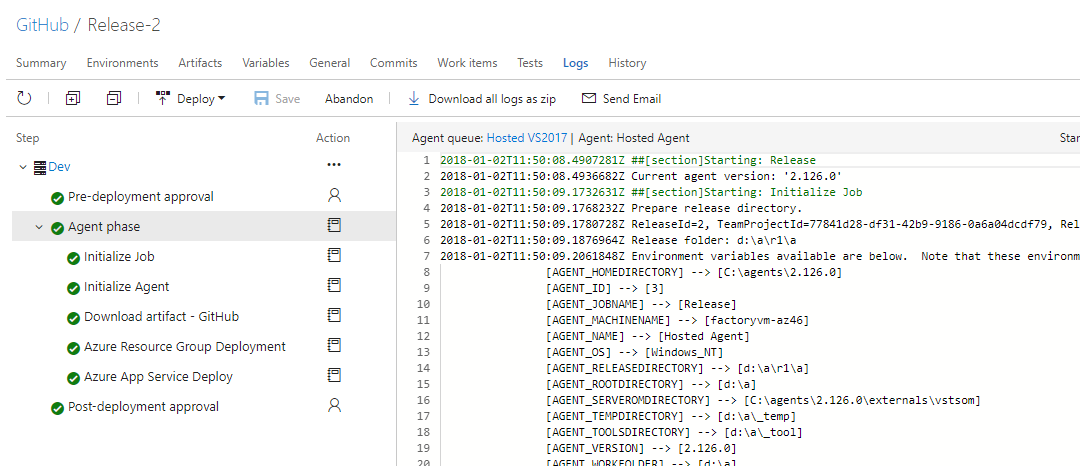 GitHub / Release-2
Summary Environments Artifacts Variables General Commits Work items Tests Logs History
Deploy Save Abandon Download all logs as zip Send Email
Step Action
Dev ...
Pre-deployment approval
Agent phase
Initialize Job
Initialize Agent
Download artifact - GitHub
Azure Resource Group Deployment
Azure App Service Deploy
Post-deployment approval
Agent queue: Hosted VS2017 | Agent: Hosted Agent Star
1 2018-01-02T11:50:08.4907281Z ##[section]Starting: Release
2 2018-01-02T11:50:08.4936682Z Current agent version: '2.126.0'
3 2018-01-02T11:50:09.1732631Z ##[section]Starting: Initialize Job
4 2018-01-02T11:50:09.1768232Z Prepare release directory.
5 2018-01-02T11:50:09.1780728Z ReleaseId=2, TeamProjectId=77841d28-df31-42b9-9186-0a6a04dcdf79, Rel
6 2018-01-02T11:50:09.1876964Z Release folder: d:\a\r1\a
7 2018-01-02T11:50:09.2061848Z Environment variables available are below. Note that these environm
8 [AGENT_HOMEDIRECTORY] --> [C:\agents\2.126.0]
9 [AGENT_ID] --> [3]
10 [AGENT_JOBNAME] --> [Release]
11 [AGENT_MACHINENAME] --> [factoryvm-az46]
12 [AGENT_NAME] --> [Hosted Agent]
13 [AGENT_OS] --> [Windows_NT]
14 [AGENT_RELEASEDIRECTORY] --> [d:\a\r1\a]
15 [AGENT_ROOTDIRECTORY] --> [d:\a]
16 [AGENT_SERVEROMDIRECTORY] --> [C:\agents\2.126.0\externals\vstsom]
17 [AGENT_TEMPDIRECTORY] --> [d:\a\_temp]
18 [AGENT_TOOLSDIRECTORY] --> [d:\a\_tool]
19 [AGENT_VERSION] --> [2.126.0]
20 [AGENT_WORKFOLDER] --> [d:\a]